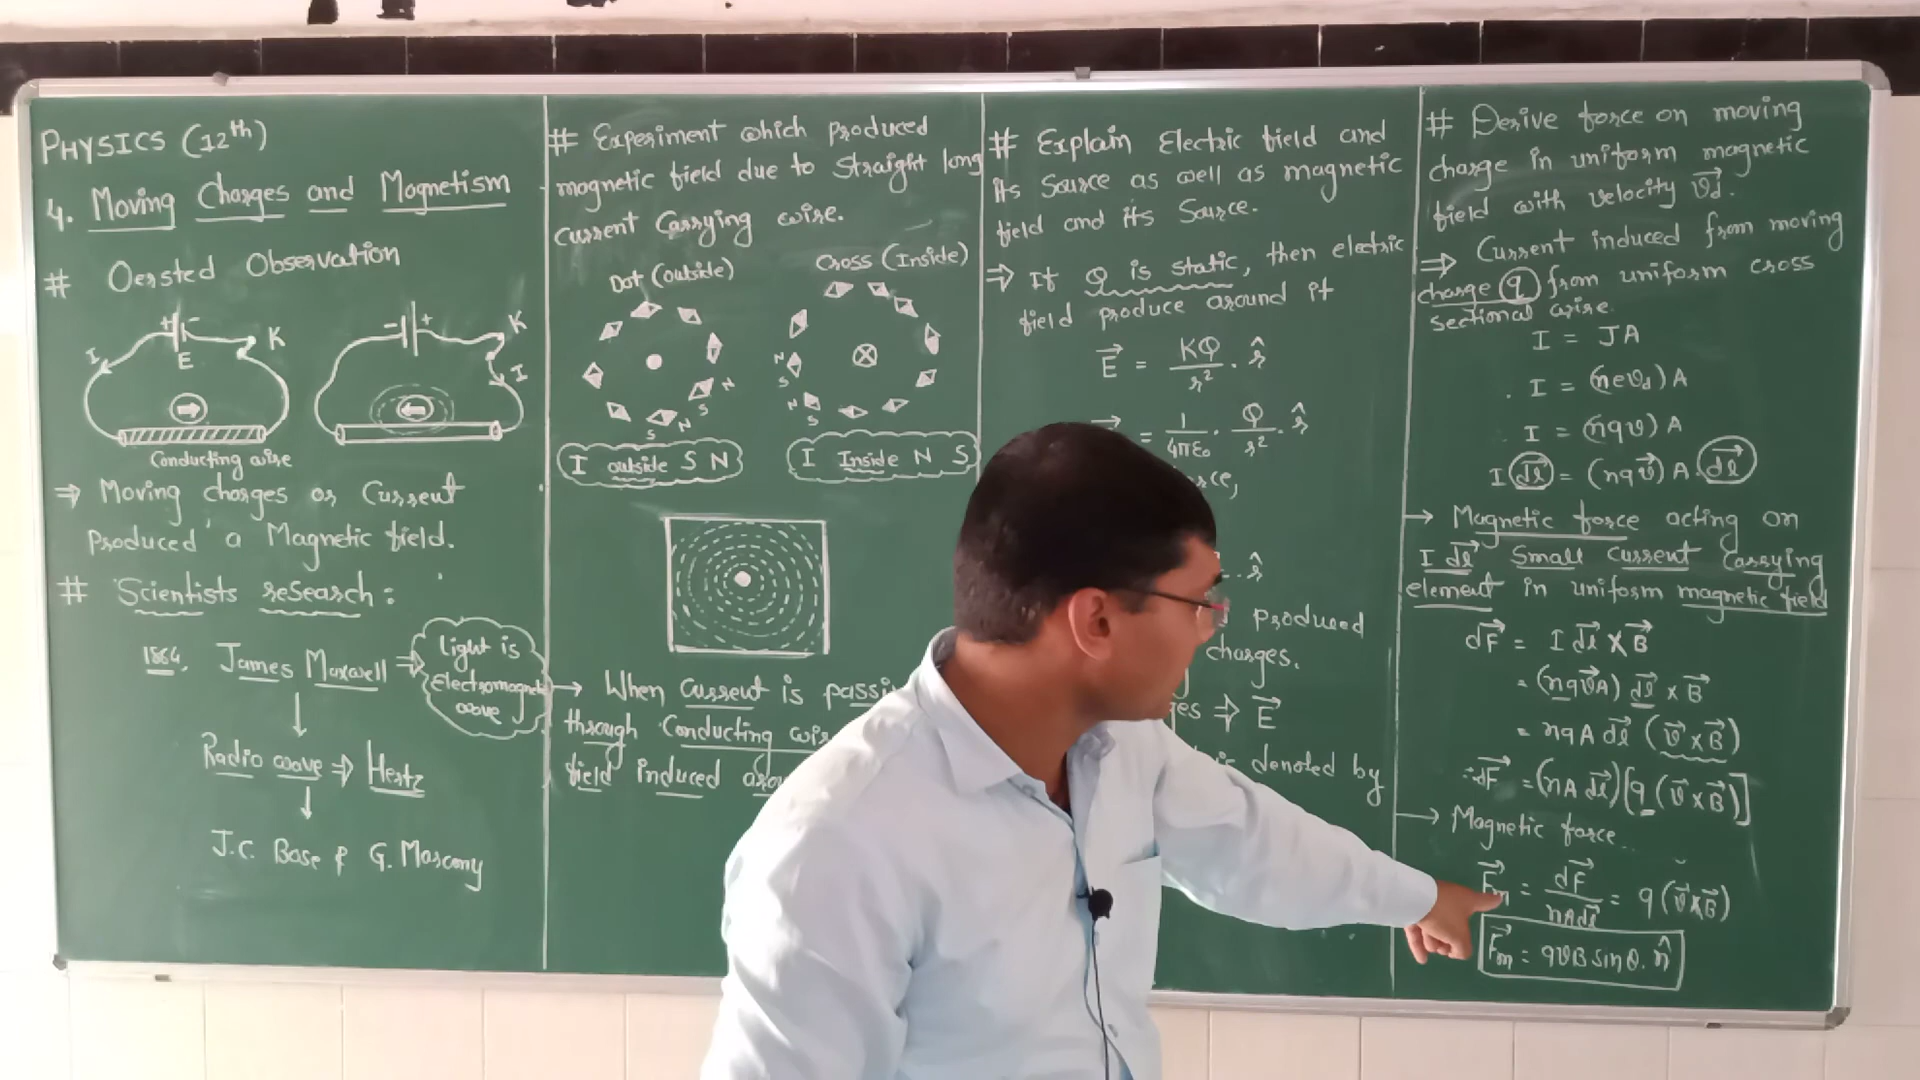 PHYSICS (12th)
4. Moving Charges and Magnetism
# Oersted Observation
+ -
E
K
I
- +
K
I
Conducting wire
⇒ Moving charges or Current
Produced a Magnetic field.
# Scientists research:
1864. James Maxwell ⇒
Light is
Electromagnetic
wave
↓
Radio wave ⇒ Hertz
↓
J.C. Bose & G. Marcony
# Experiment which produced
magnetic field due to Straight long
Current Carrying wire.
Dot (outside)
Cross (Inside)
N
S
S N
N
S
N
S
I outside S N
I Inside N S
→ When Current is passi
through Conducting wir
field induced aro
# Explain Electric field and
its Source as well as magnetic
field and its Source.
⇒ If Q is static, then electric
field produce around it
E⃗ = KQ/r² . r̂
= 1/4πε₀ . Q/r² . r̂
rce,
.. r̂
produced
charges.
ges ⇒ E⃗
is denoted by
# Derive force on moving
charge in uniform magnetic
field with velocity v⃗d.
⇒ Current induced from moving
charge (q) from uniform cross
sectional wire.
I = JA
I = (nevd) A
I = (nqv) A
I dl⃗ = (nqv⃗) A . dl⃗
→ Magnetic force acting on
I dl⃗ Small current Carrying
element in uniform magnetic field
dF⃗ = I dl⃗ × B⃗
= (nqv⃗A) dl⃗ × B⃗
= nqA dl⃗ (v⃗ × B⃗)
∴ dF⃗ = (nA dl⃗) [q (v⃗ × B⃗)]
→ Magnetic force..
F⃗m = dF⃗/nAdl⃗ = q (v⃗ × B⃗)
F⃗m = qvB sinθ . n̂